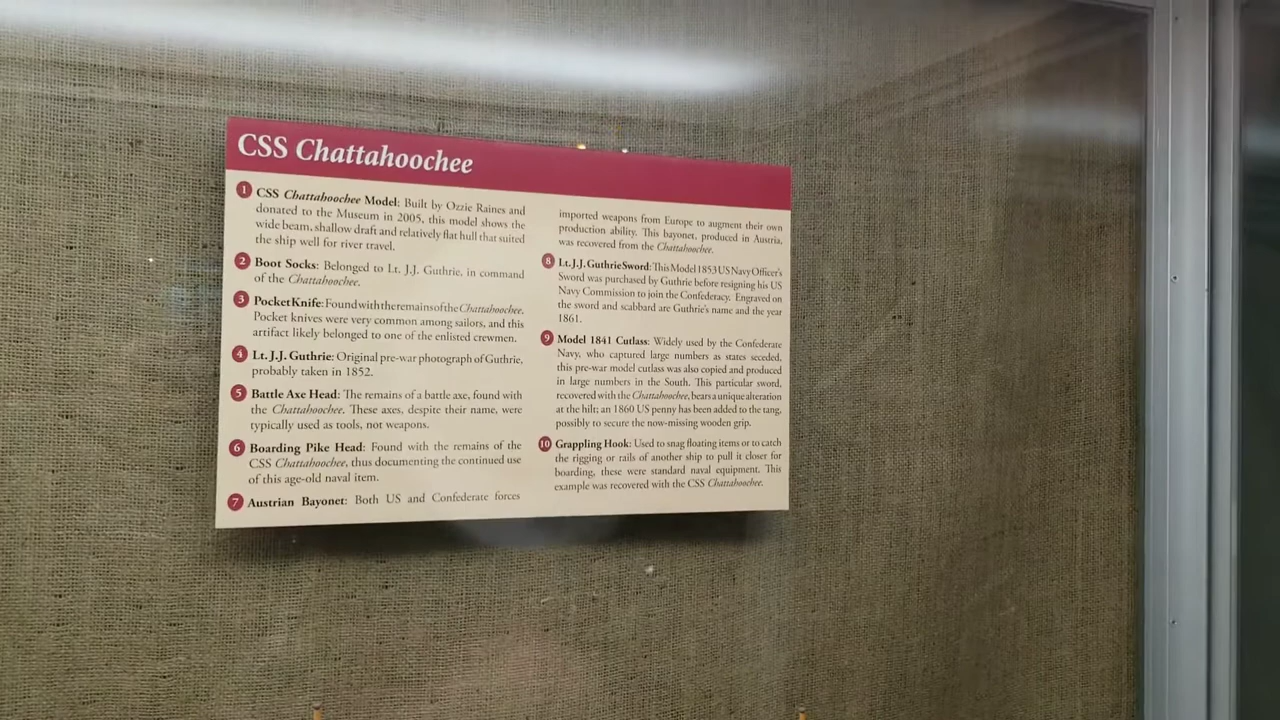 CSS Chattahoochee
1 CSS Chattahoochee Model: Built by Ozzie Raines and
donated to the Museum in 2005, this model shows the
wide beam, shallow draft and relatively flat hull that suited
the ship well for river travel.
2 Boot Socks: Belonged to Lt. J.J. Guthrie, in command
of the Chattahoochee.
3 Pocket Knife: Found with the remains of the Chattahoochee.
Pocket knives were very common among sailors, and this
artifact likely belonged to one of the enlisted crewmen.
4 Lt. J.J. Guthrie: Original pre-war photograph of Guthrie,
probably taken in 1852.
5 Battle Axe Head: The remains of a battle axe, found with
the Chattahoochee. These axes, despite their name, were
typically used as tools, not weapons.
6 Boarding Pike Head: Found with the remains of the
CSS Chattahoochee, thus documenting the continued use
of this age-old naval item.
7 Austrian Bayonet: Both US and Confederate forces
imported weapons from Europe to augment their own
production ability. This bayonet, produced in Austria,
was recovered from the Chattahoochee.
8 Lt. J.J. Guthrie Sword: This Model 1853 US Navy Officer's
Sword was purchased by Guthrie before resigning his US
Navy Commission to join the Confederacy. Engraved on
the sword and scabbard are Guthrie's name and the year
1861.
9 Model 1841 Cutlass: Widely used by the Confederate
Navy, who captured large numbers as states seceded,
this pre-war model cutlass was also copied and produced
in large numbers in the South. This particular sword,
recovered with the Chattahoochee, bears a unique alteration
at the hilt; an 1860 US penny has been added to the tang,
possibly to secure the now-missing wooden grip.
10 Grappling Hook: Used to snag floating items or to catch
the rigging or rails of another ship to pull it closer for
boarding, these were standard naval equipment. This
example was recovered with the CSS Chattahoochee.